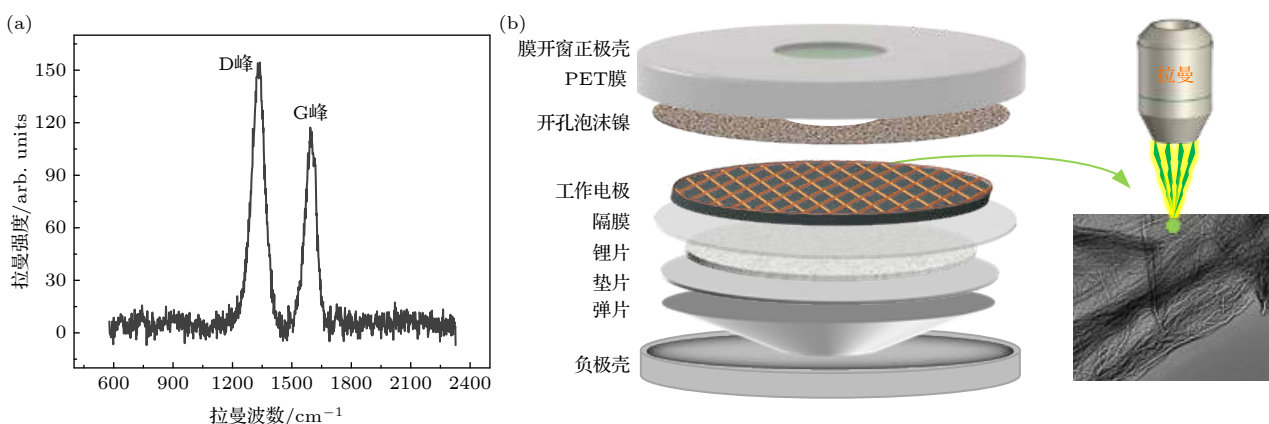 (a)
拉曼强度/arb. units
150
120
90
60
30
0
D峰
G峰
600
900
1200
1500
1800
2100
2400
拉曼波数/cm⁻¹
(b)
膜开窗正极壳
PET膜
开孔泡沫镍
工作电极
隔膜
锂片
垫片
弹片
负极壳
拉曼